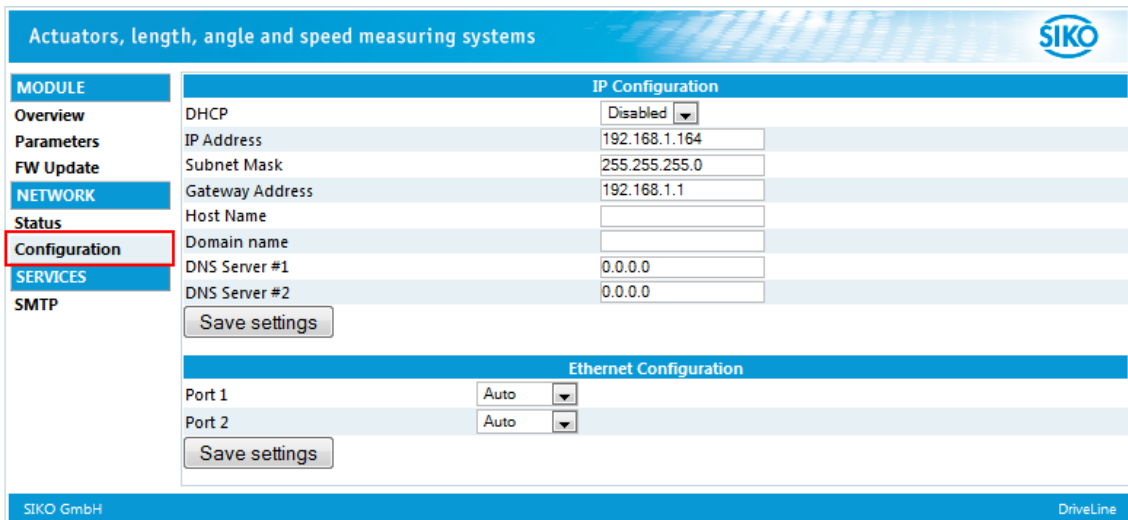 Actuators, length, angle and speed measuring systems
SIKO
MODULE
Overview
Parameters
FW Update
NETWORK
Status
Configuration
SERVICES
SMTP
IP Configuration
DHCP Disabled
IP Address 192.168.1.164
Subnet Mask 255.255.255.0
Gateway Address 192.168.1.1
Host Name
Domain name
DNS Server #1 0.0.0.0
DNS Server #2 0.0.0.0
Save settings
Ethernet Configuration
Port 1 Auto
Port 2 Auto
Save settings
SIKO GmbH DriveLine